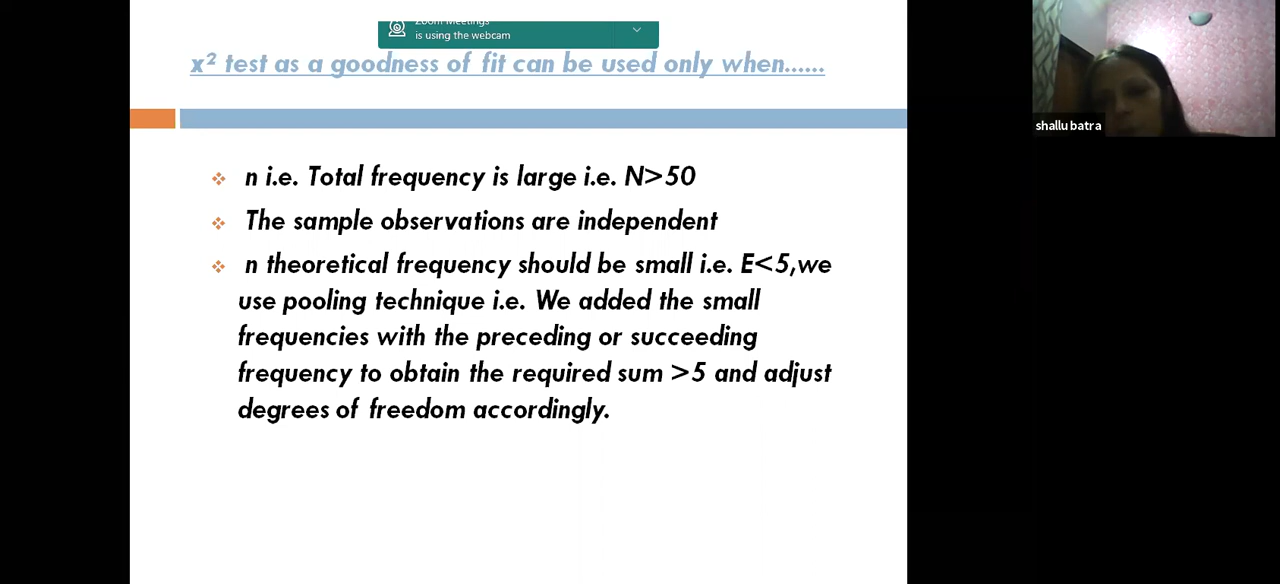 Zoom Meetings
is using the webcam
x² test as a goodness of fit can be used only when......
shallu batra
n i.e. Total frequency is large i.e. N>50
The sample observations are independent
n theoretical frequency should be small i.e. E<5,we
use pooling technique i.e. We added the small
frequencies with the preceding or succeeding
frequency to obtain the required sum >5 and adjust
degrees of freedom accordingly.